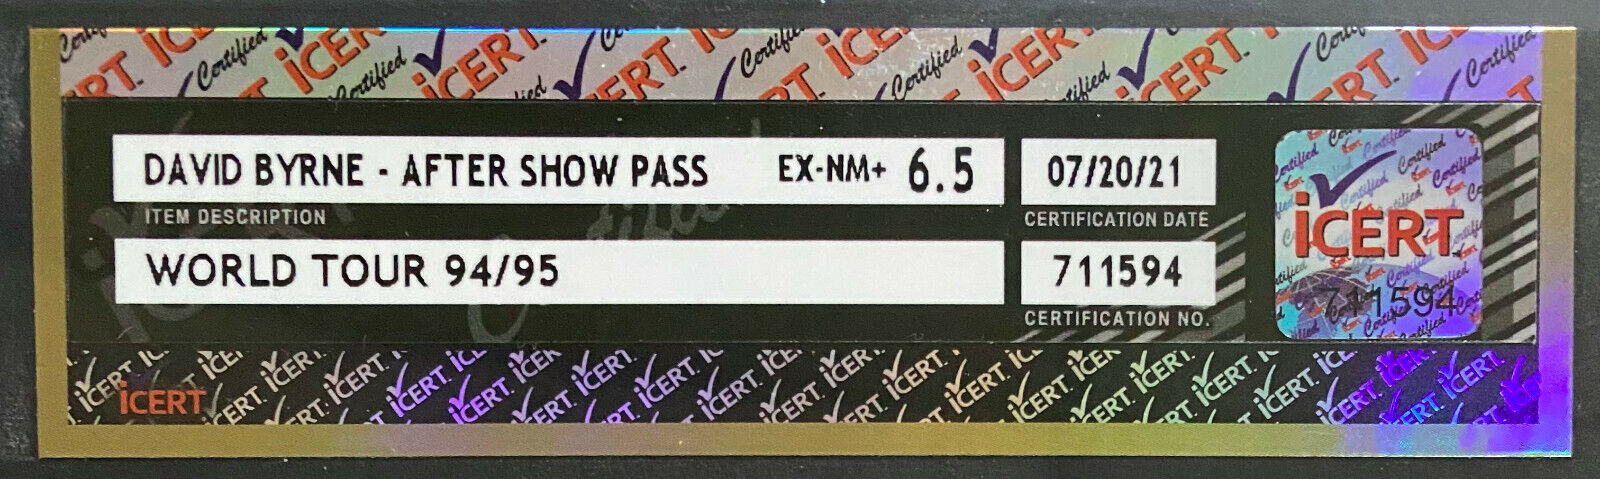 DAVID BYRNE - AFTER SHOW PASS EX-NM+ 6.5
ITEM DESCRIPTION
WORLD TOUR 94/95
07/20/21
CERTIFICATION DATE
711594
CERTIFICATION NO.
iCERT
711594
iCERT